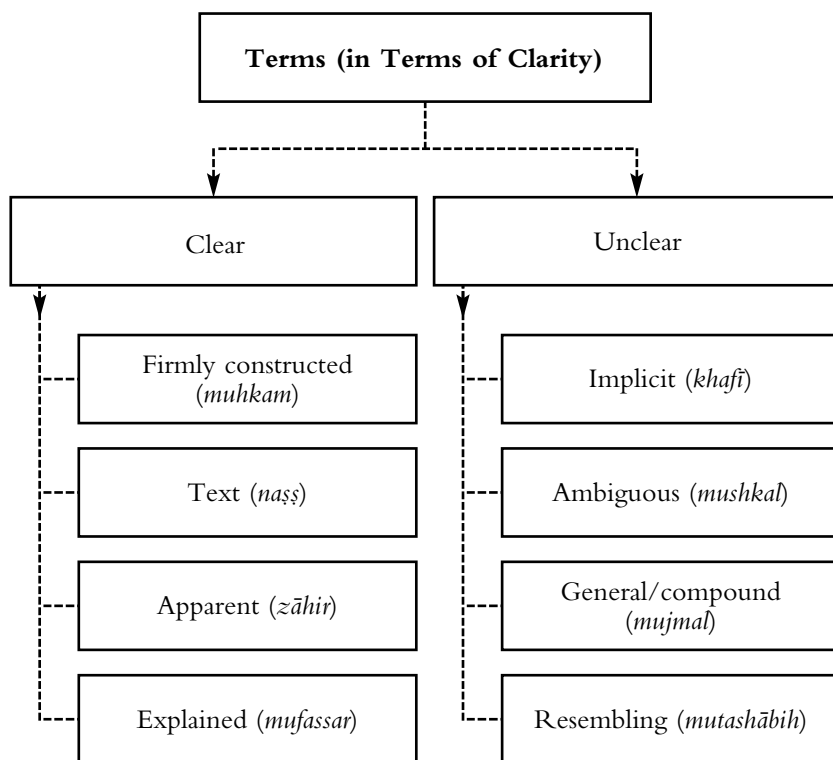 Terms (in Terms of Clarity)
Clear
Unclear
Firmly constructed
(muhkam)
Text (naṣṣ)
Apparent (zāhir)
Explained (mufassar)
Implicit (khafī)
Ambiguous (mushkal)
General/compound
(mujmal)
Resembling (mutashābih)